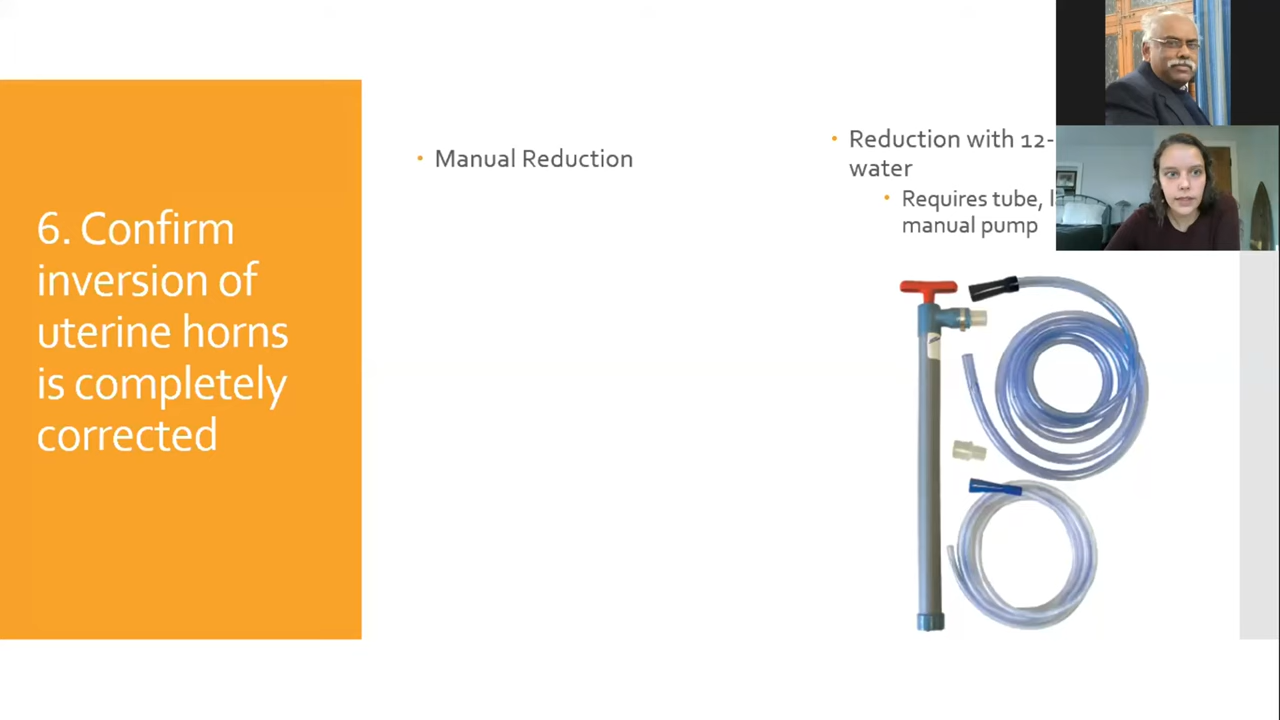 6. Confirm
inversion of
uterine horns
is completely
corrected
Manual Reduction
Reduction with 12-
water
Requires tube,
manual pump